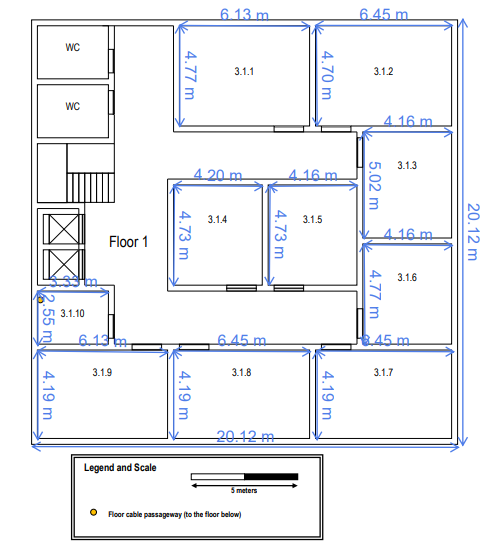 6.13 m 6.45 m
WC
4.77 m
3.1.1
4.70 m
3.1.2
WC
4.16 m
5.02 m
3.1.3
4.20 m 4.16 m
4.73 m
3.1.4
4.73 m
3.1.5
20.12 m
Floor 1
4.16 m
4.77 m
3.1.6
3.33 m
2.55 m
3.1.10
6.13 m 6.45 m 6.45 m
4.19 m
3.1.9
4.19 m
3.1.8
4.19 m
3.1.7
20.12 m
Legend and Scale
5 meters
Floor cable passageway (to the floor below)